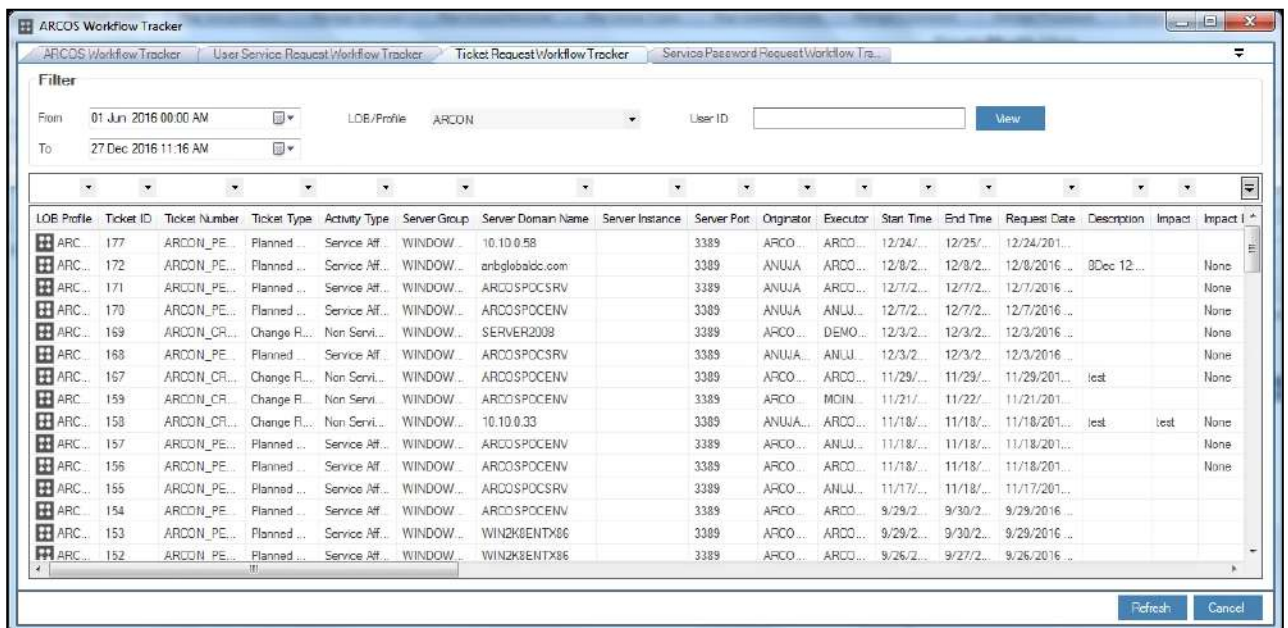 ARCOS Workflow Tracker
ARCOS Workflow Tracker User Service Request Workflow Tracker Ticket Request Workflow Tracker Service Password Request Workflow Tra...
Filter
From 01 Jun 2016 00:00 AM LOB/Profile ARCON User ID View
To 27 Dec 2016 11:16 AM
LOB Profile Ticket ID Ticket Number Ticket Type Activity Type Server Group Server Domain Name Server Instance Server Port Originator Executor Start Time End Time Request Date Description Impact Impact
ARC... 177 ARCON_PE... Planned ... Service Aff... WINDOW... 10.10.0.58 3389 ARCO... ARCO... 12/24/... 12/25/... 12/24/201...
ARC... 172 ARCON_PE... Planned ... Service Aff... WINDOW... anbglobaldc.com 3389 ANUJA ARCO... 12/8/2... 12/8/2... 12/8/2016 ... 8Dec 12:... None
ARC... 171 ARCON_PE... Planned ... Service Aff... WINDOW... ARCOSPOCSRV 3389 ANUJA ARCO... 12/7/2... 12/7/2... 12/7/2016 ... None
ARC... 170 ARCON_PE... Planned ... Service Aff... WINDOW... ARCOSPOCENV 3389 ANUJA ANUJ... 12/7/2... 12/7/2... 12/7/2016 ... None
ARC... 169 ARCON_CR... Change R... Non Servi... WINDOW... SERVER2008 3389 ARCO... DEMO... 12/3/2... 12/3/2... 12/3/2016 ... None
ARC... 168 ARCON_PE... Planned ... Service Aff... WINDOW... ARCOSPOCSRV 3389 ANUJA... ANUJ... 12/3/2... 12/3/2... 12/3/2016 ... None
ARC... 167 ARCON_CR... Change R... Non Servi... WINDOW... ARCOSPOCENV 3389 ARCO... ARCO... 11/29/... 11/29/... 11/29/201... test None
ARC... 159 ARCON_CR... Change R... Non Servi... WINDOW... ARCOSPOCENV 3389 ARCO... MOIN... 11/21/... 11/22/... 11/21/201...
ARC... 158 ARCON_CR... Change R... Non Servi... WINDOW... 10.10.0.33 3389 ANUJA... ARCO... 11/18/... 11/18/... 11/18/201... test test None
ARC... 157 ARCON_PE... Planned ... Service Aff... WINDOW... ARCOSPOCENV 3389 ARCO... ANUJ... 11/18/... 11/18/... 11/18/201... None
ARC... 156 ARCON_PE... Planned ... Service Aff... WINDOW... ARCOSPOCENV 3389 ARCO... ARCO... 11/18/... 11/18/... 11/18/201... None
ARC... 155 ARCON_PE... Planned ... Service Aff... WINDOW... ARCOSPOCSRV 3389 ARCO... ANUJ... 11/17/... 11/18/... 11/17/201...
ARC... 154 ARCON_PE... Planned ... Service Aff... WINDOW... ARCOSPOCSRV 3389 ARCO... ARCO... 9/29/2... 9/30/2... 9/29/2016 ...
ARC... 153 ARCON_PE... Planned ... Service Aff... WINDOW... WIN2K8ENTX86 3389 ARCO... ARCO... 9/29/2... 9/30/2... 9/29/2016 ...
ARC... 152 ARCON_PE... Planned ... Service Aff... WINDOW... WIN2K8ENTX86 3389 ARCO... ARCO... 9/26/2... 9/27/2... 9/26/2016 ...
Refresh Cancel